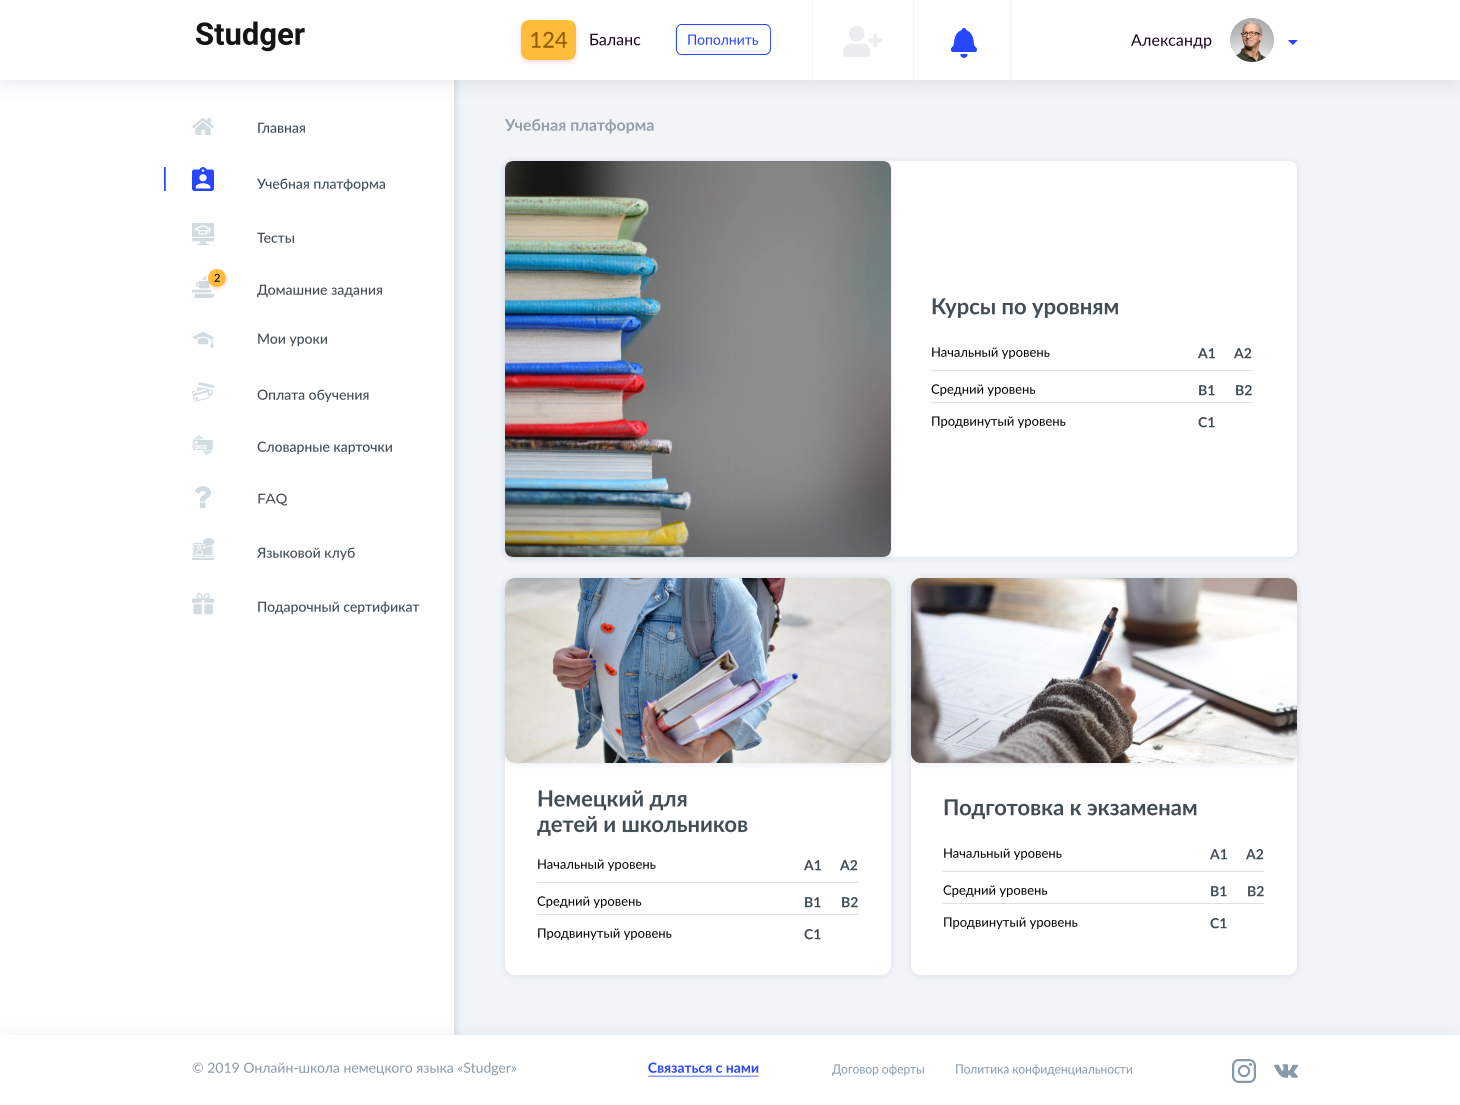 Studger
124 Баланс Пополнить
Александр
Главная
Учебная платформа
Тесты
2
Домашние задания
Мои уроки
Оплата обучения
Словарные карточки
FAQ
Языковой клуб
Подарочный сертификат
Учебная платформа
Курсы по уровням
Начальный уровень A1 A2
Средний уровень B1 B2
Продвинутый уровень C1
Немецкий для
детей и школьников
Начальный уровень A1 A2
Средний уровень B1 B2
Продвинутый уровень C1
Подготовка к экзаменам
Начальный уровень A1 A2
Средний уровень B1 B2
Продвинутый уровень C1
© 2019 Онлайн-школа немецкого языка «Studger»
Связаться с нами
Договор оферты
Политика конфиденциальности